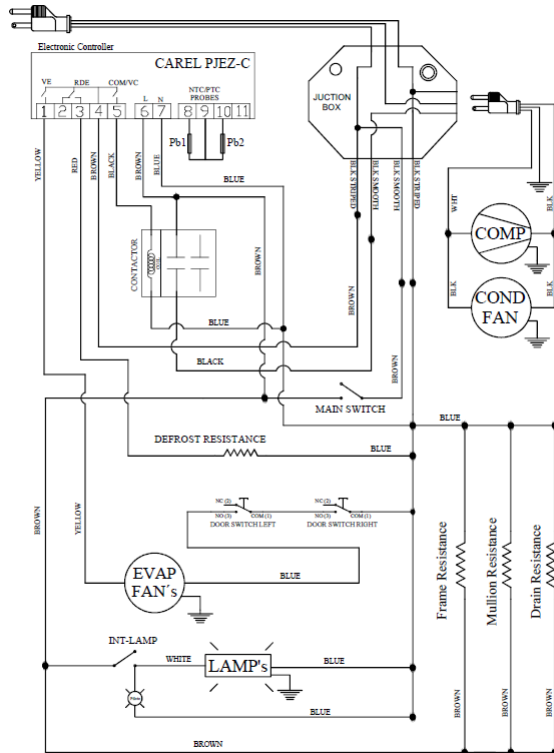 Electronic Controller
CAREL PJEZ-C
VE
RDE
COM/VC
L
N
NTC/PTC
PROBES
1 2 3 4 5 6 7 8 9 10 11
Pb1
Pb2
YELLOW
RED
BROWN
BLACK
BROWN
BLUE
BLUE
JUCTION
BOX
BLK STRIPED
BLK SMOOTH
BLK SMOOTH
BLK STRIPED
WHT
BLK
COMP
BLK
BLK
COND
FAN
CONTACTOR
BROWN
BROWN
BLUE
BLACK
BROWN
MAIN SWITCH
BLUE
DEFROST RESISTANCE
BLUE
BROWN
YELLOW
NC (2)
NO (3)
COM (1)
DOOR SWITCH LEFT
NC (2)
NO (3)
COM (1)
DOOR SWITCH RIGHT
EVAP
FAN´s
BLUE
Frame Resistance
Mullion Resistance
Drain Resistance
INT-LAMP
WHITE
LAMP's
BLUE
BLUE
BROWN
BROWN
BROWN
BROWN